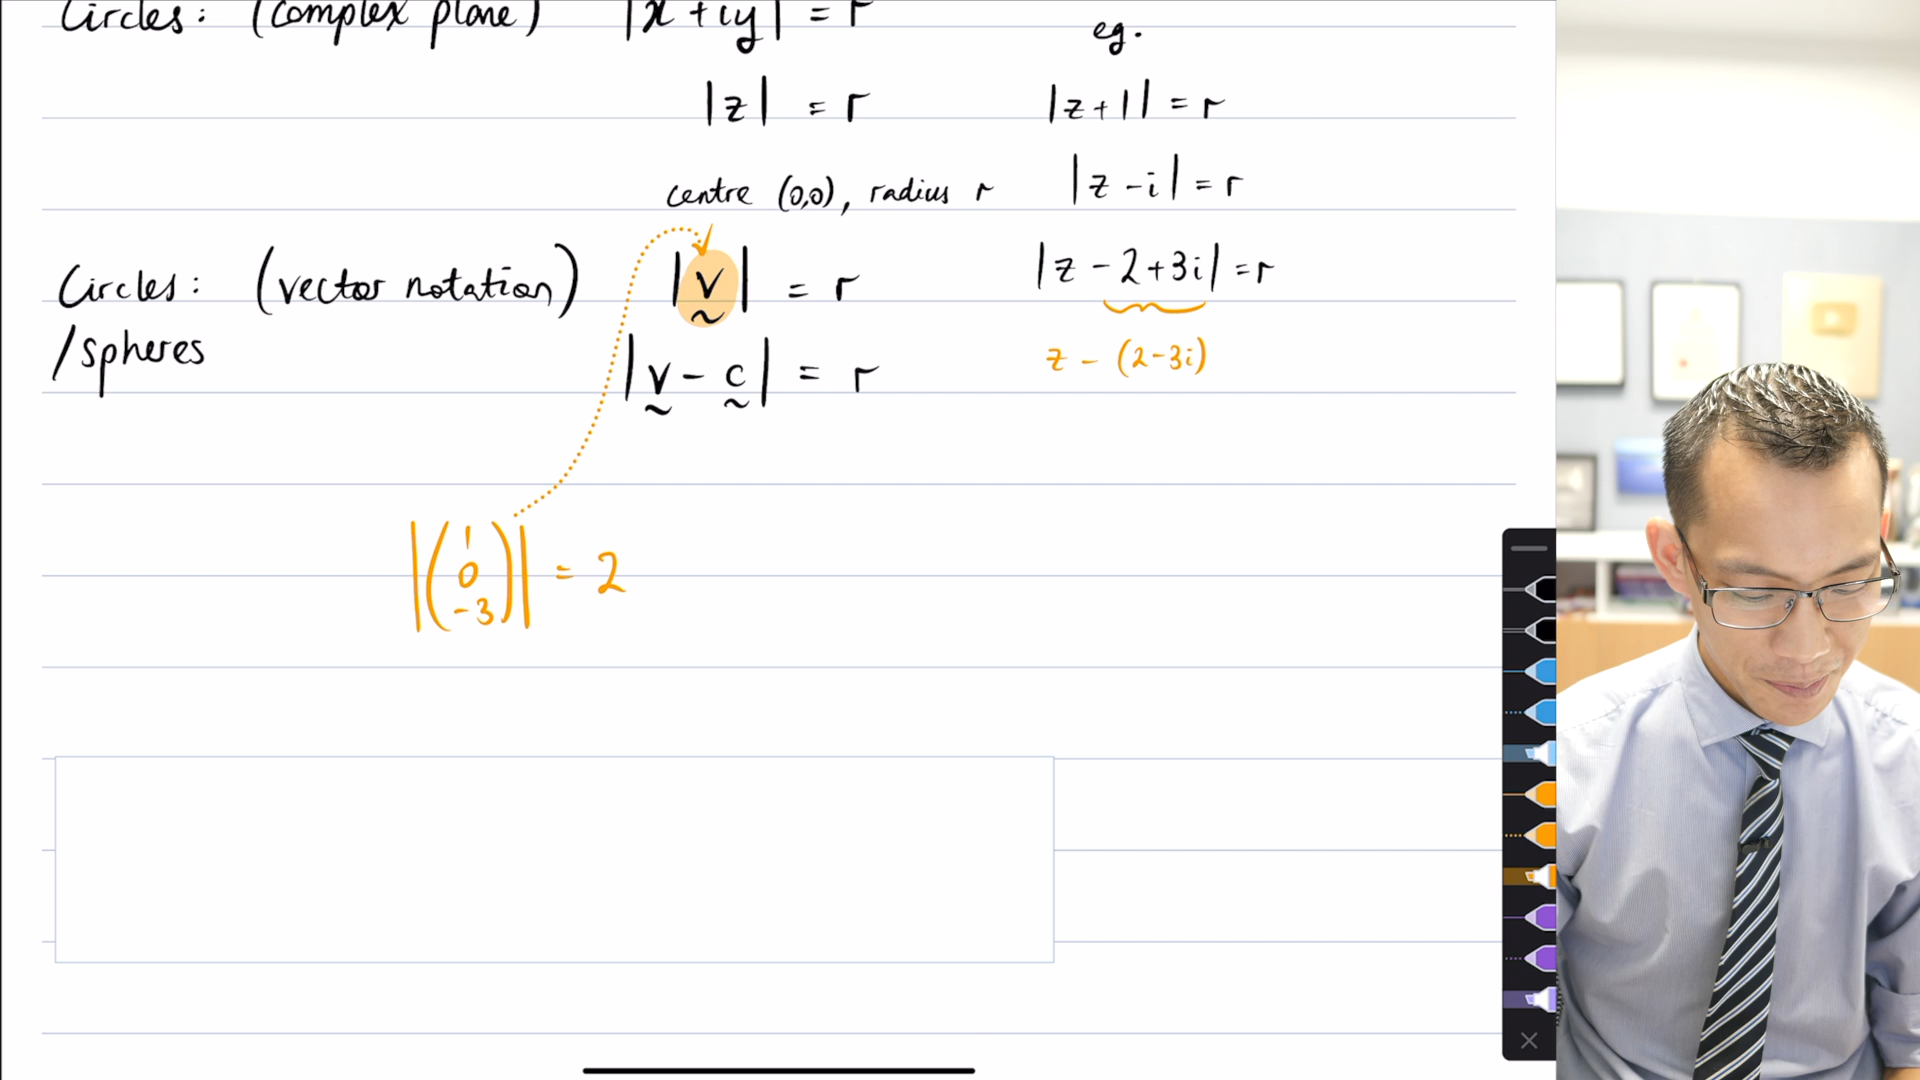 Circles: (complex plane) |x + iy| = r
eg.
|z| = r
|z + 1| = r
centre (0,0), radius r
|z - i| = r
Circles: (vector notation) |v| = r
~
|z - 2 + 3i| = r
/spheres
|v - c| = r
~ ~
z - (2-3i)
|(1 0 -3)| = 2